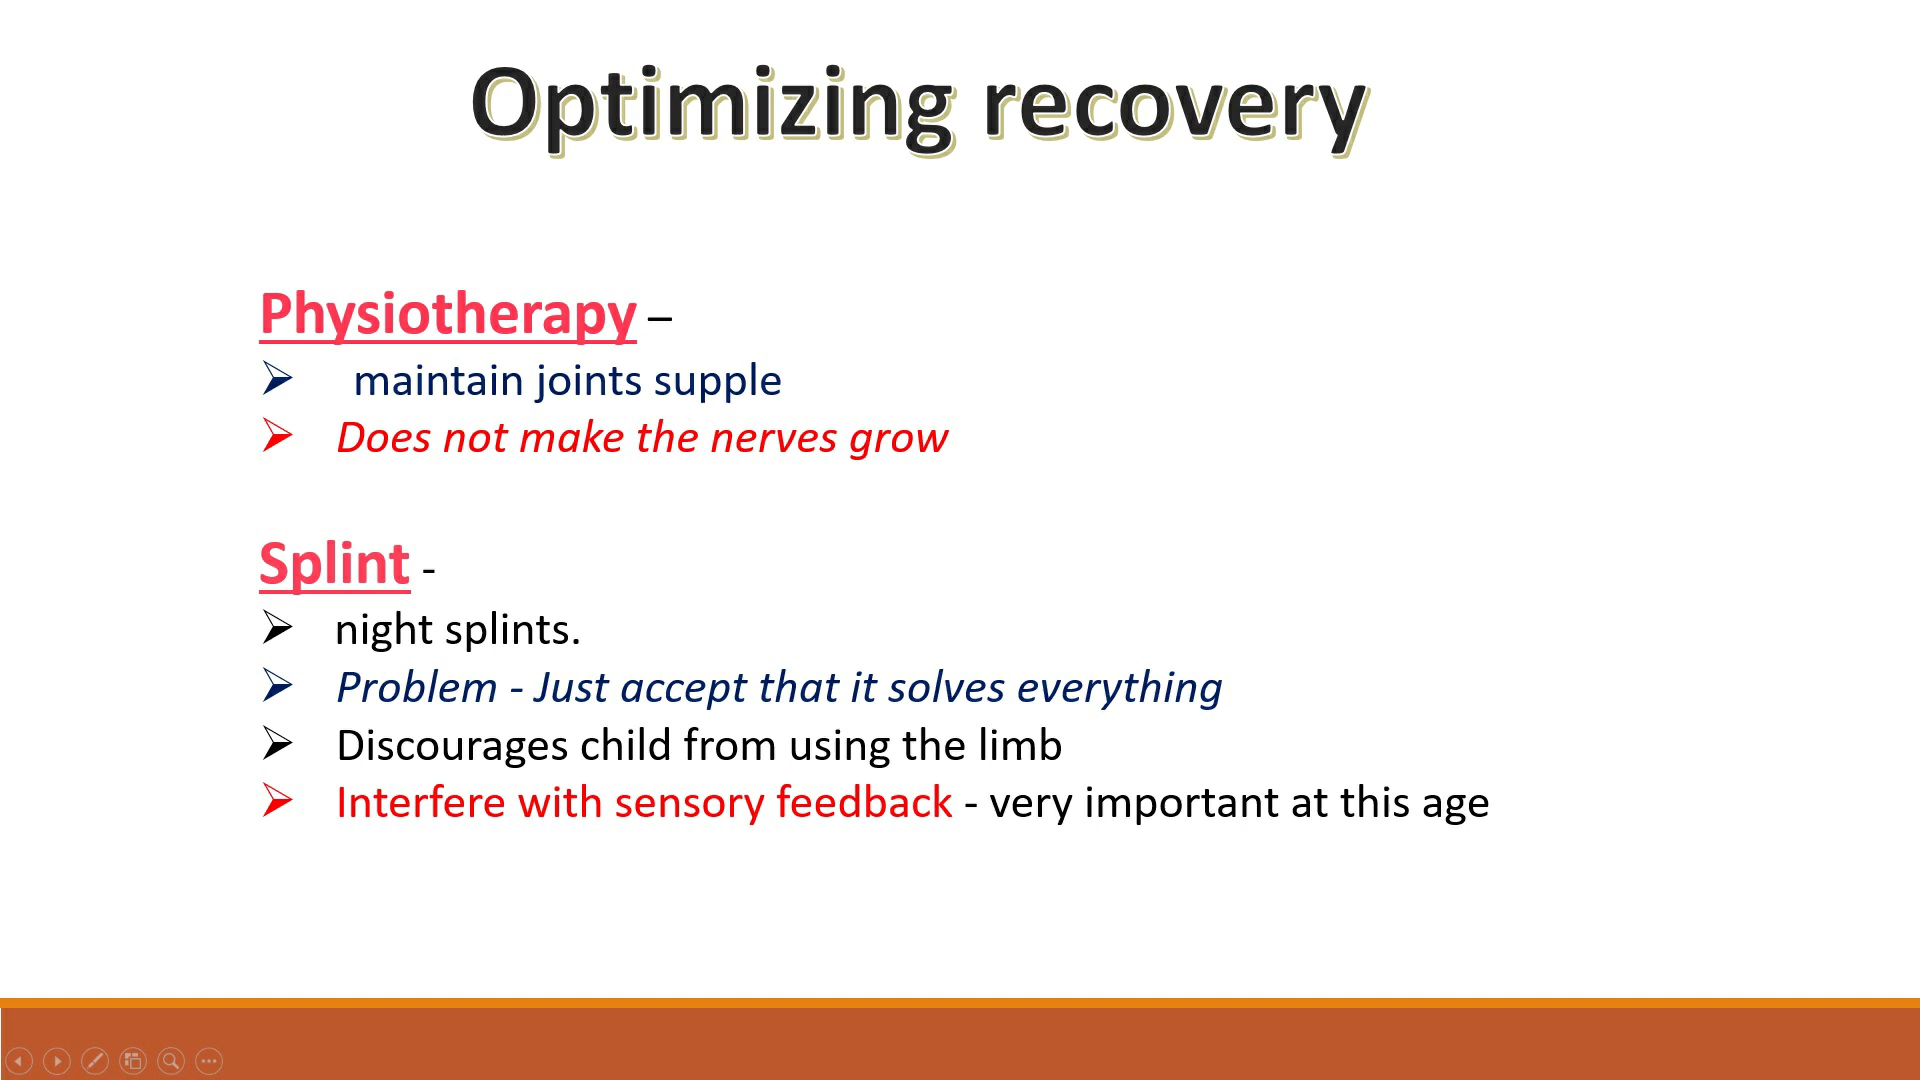 Optimizing recovery
Physiotherapy –
➢ maintain joints supple
➢ Does not make the nerves grow
Splint -
➢ night splints.
➢ Problem - Just accept that it solves everything
➢ Discourages child from using the limb
➢ Interfere with sensory feedback - very important at this age